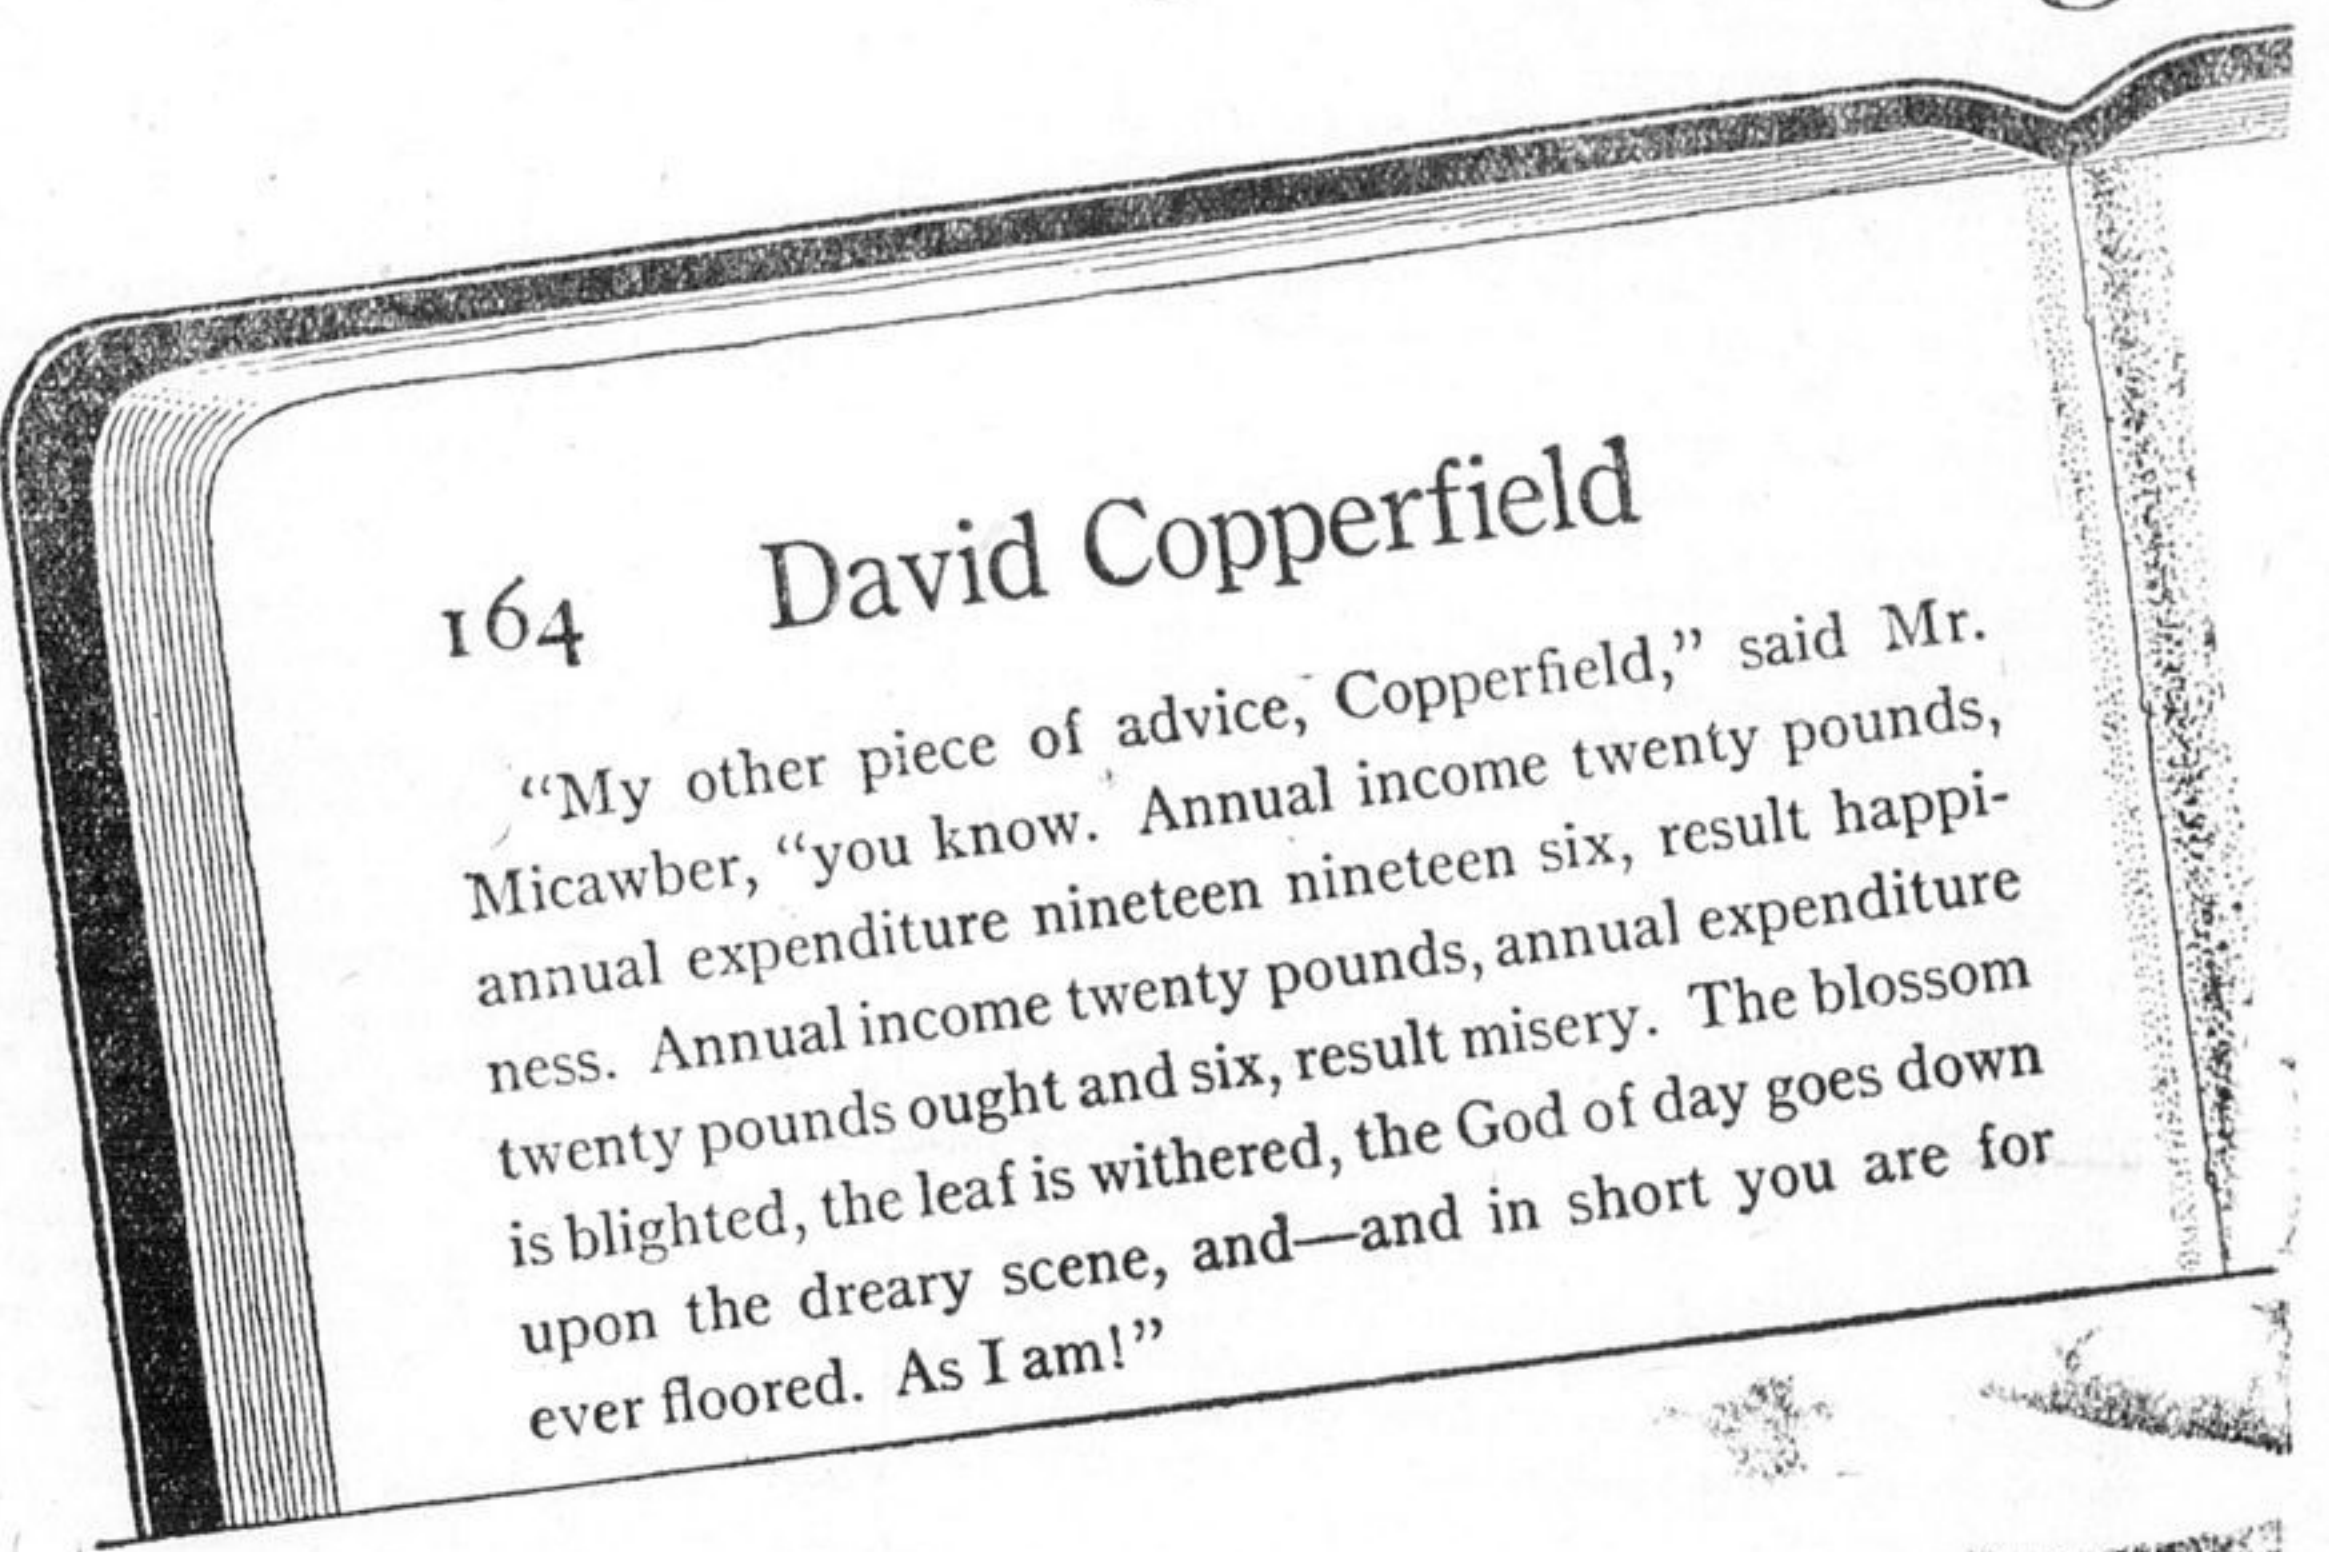 164 David Copperfield
“My other piece of advice, Copperfield,” said Mr.
Micawber, “you know. Annual income twenty pounds,
annual expenditure nineteen nineteen six, result happi-
ness. Annual income twenty pounds, annual expenditure
twenty pounds ought and six, result misery. The blossom
is blighted, the leaf is withered, the God of day goes down
upon the dreary scene, and—and in short you are for
ever floored. As I am!”